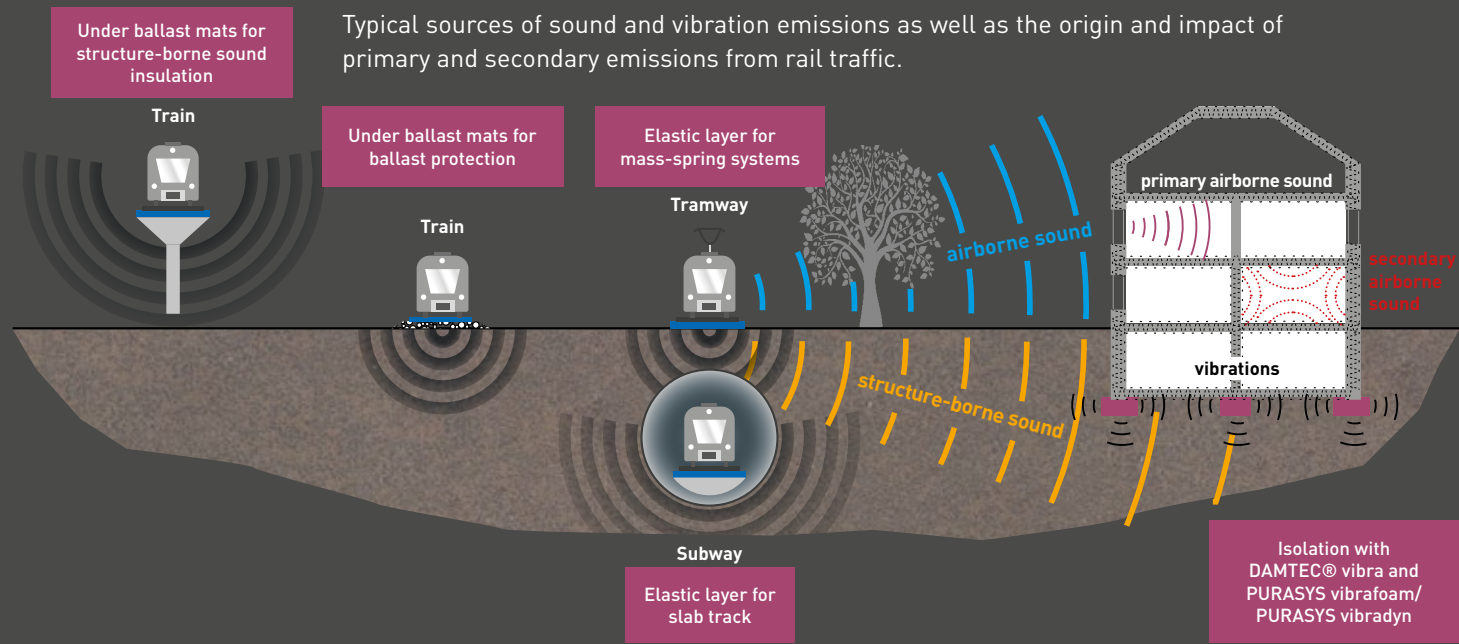 Typical sources of sound and vibration emissions as well as the origin and impact of
primary and secondary emissions from rail traffic.
Under ballast mats for
structure-borne sound
insulation
Train
Under ballast mats for
ballast protection
Train
Elastic layer for
mass-spring systems
Tramway
airborne sound
structure-borne sound
primary airborne sound
secondary
airborne
sound
vibrations
Subway
Elastic layer for
slab track
Isolation with
DAMTEC® vibra and
PURASYS vibrafoam/
PURASYS vibradyn